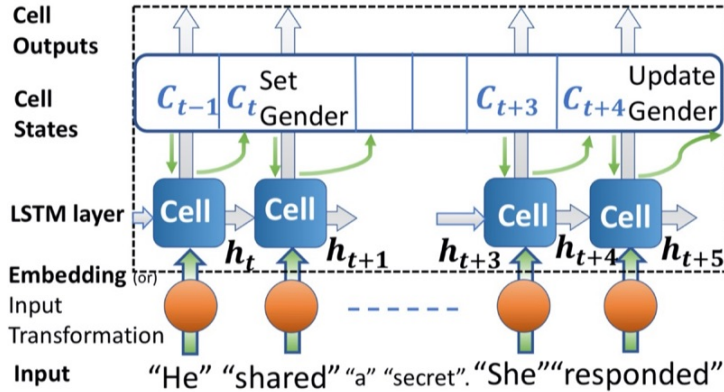 Cell
Outputs
Cell
States
C_{t-1} C_t Set
Gender
C_{t+3} C_{t+4} Update
Gender
LSTM layer Cell Cell Cell Cell
h_t h_{t+1} h_{t+3} h_{t+4} h_{t+5}
Embedding (or)
Input
Transformation
Input "He" "shared" "a" "secret". "She" "responded"